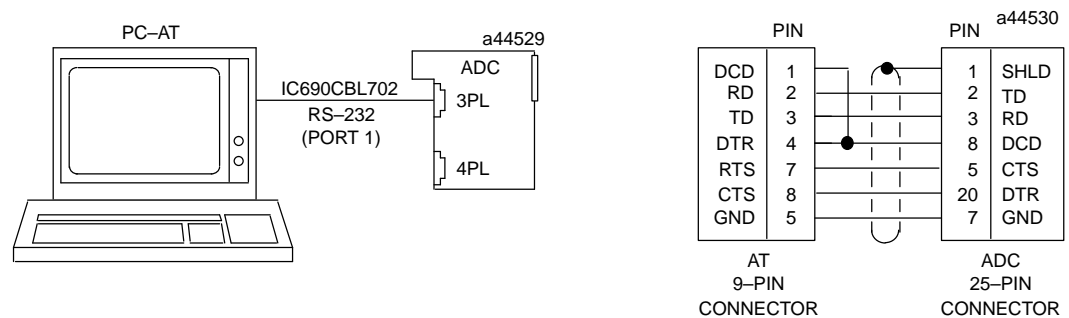 PC–AT
a44529
ADC
IC690CBL702
3PL
RS–232
(PORT 1)
4PL
a44530
PIN PIN
DCD 1 1 SHLD
RD 2 2 TD
TD 3 3 RD
DTR 4 8 DCD
RTS 7 5 CTS
CTS 8 20 DTR
GND 5 7 GND
AT
9–PIN
CONNECTOR
ADC
25–PIN
CONNECTOR